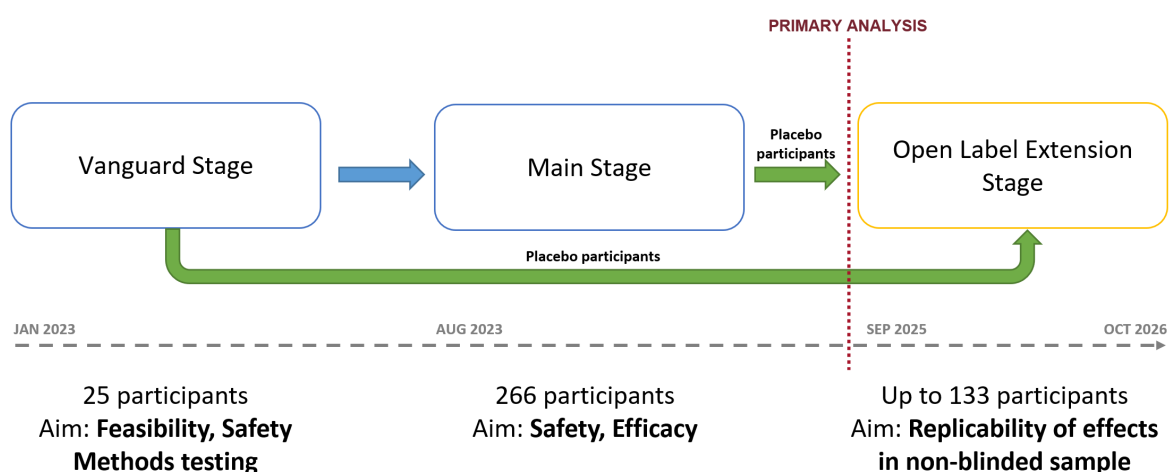 PRIMARY ANALYSIS
Vanguard Stage
Main Stage
Placebo
participants
Open Label Extension
Stage
Placebo participants
JAN 2023
AUG 2023
SEP 2025
OCT 2026
25 participants
Aim: Feasibility, Safety
Methods testing
266 participants
Aim: Safety, Efficacy
Up to 133 participants
Aim: Replicability of effects
in non-blinded sample